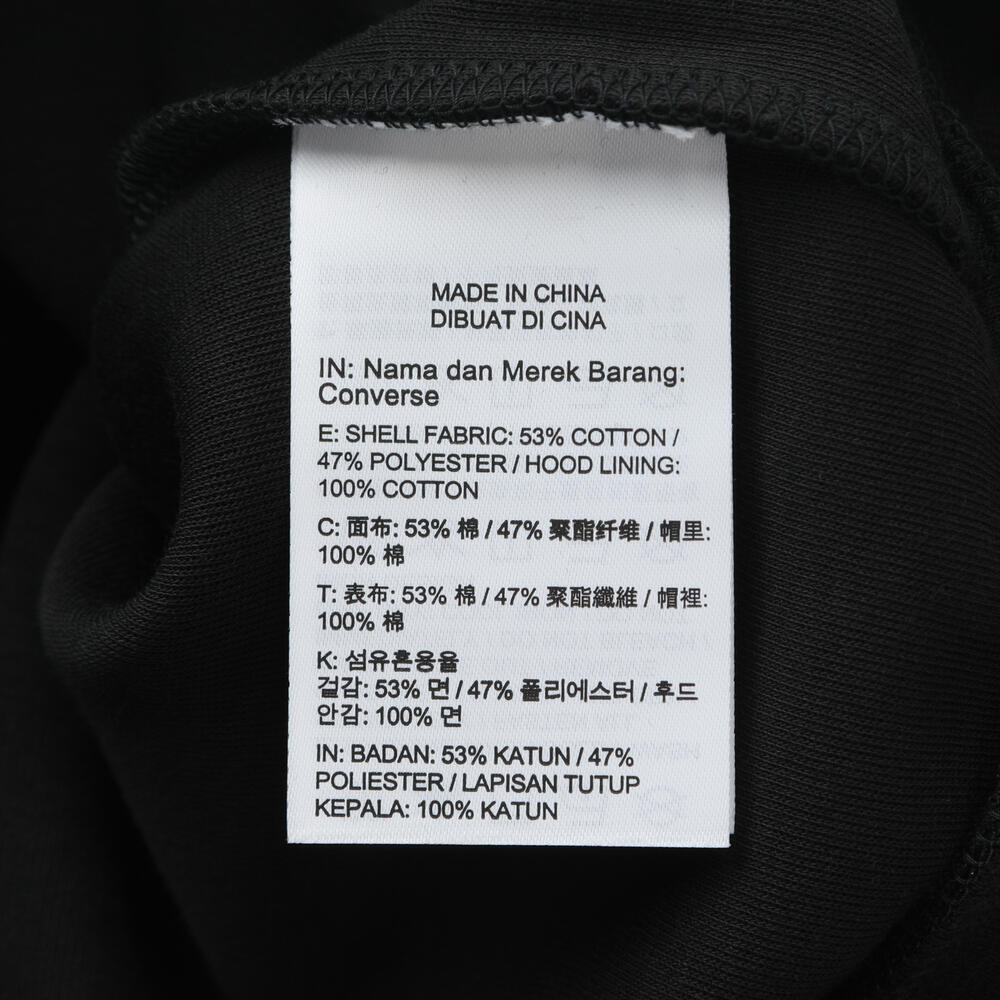 MADE IN CHINA
DIBUAT DI CINA
IN: Nama dan Merek Barang:
Converse
E: SHELL FABRIC: 53% COTTON /
47% POLYESTER / HOOD LINING:
100% COTTON
C: 面布: 53% 棉 / 47% 聚酯纤维 / 帽里:
100% 棉
T: 表布: 53% 棉 / 47% 聚酯纖維 / 帽裡:
100% 棉
K: 섬유혼용율
겉감: 53% 면 / 47% 폴리에스터 / 후드
안감: 100% 면
IN: BADAN: 53% KATUN / 47%
POLIESTER / LAPISAN TUTUP
KEPALA: 100% KATUN